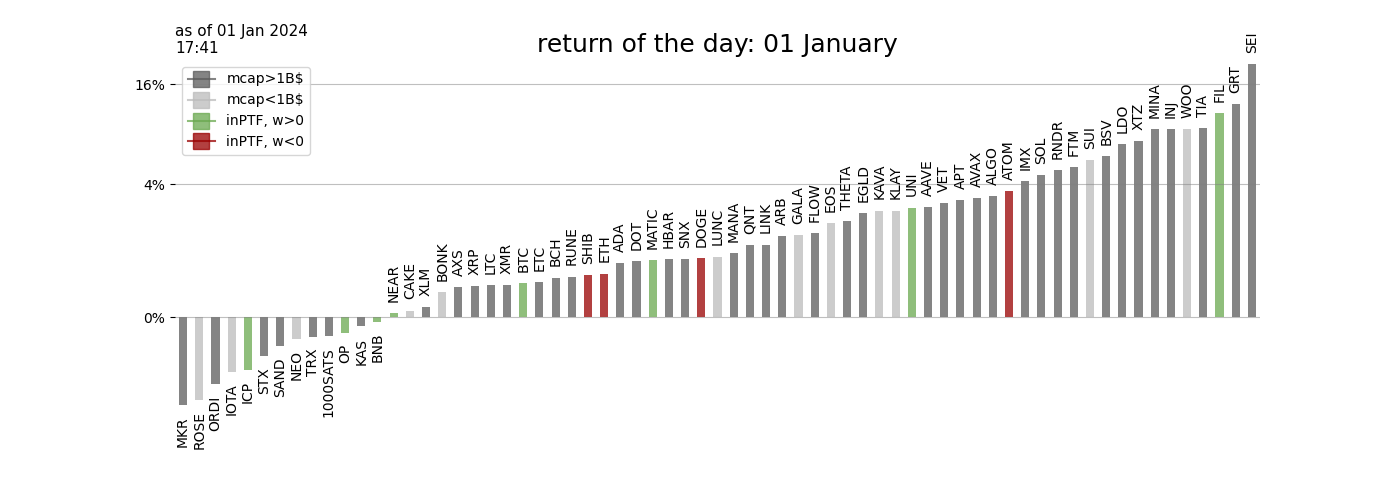 as of 01 Jan 2024
17:41
return of the day: 01 January
mcap>1B$
mcap<1B$
inPTF, w>0
inPTF, w<0
16%
4%
0%
MKR
ROSE
ORDI
IOTA
ICP
STX
SAND
NEO
TRX
1000SATS
OP
KAS
BNB
NEAR
CAKE
XLM
BONK
AXS
XRP
LTC
XMR
BTC
ETC
BCH
RUNE
SHIB
ETH
ADA
DOT
MATIC
HBAR
SNX
DOGE
LUNC
MANA
QNT
LINK
ARB
GALA
FLOW
EOS
THETA
EGLD
KAVA
KLAY
UNI
AAVE
VET
APT
AVAX
ALGO
ATOM
IMX
SOL
RNDR
FTM
SUI
BSV
LDO
XTZ
MINA
INJ
WOO
TIA
FIL
GRT
SEI